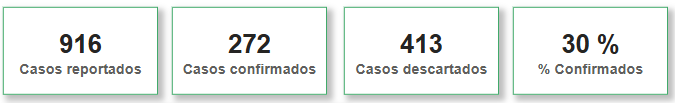 916
Casos reportados
272
Casos confirmados
413
Casos descartados
30 %
% Confirmados